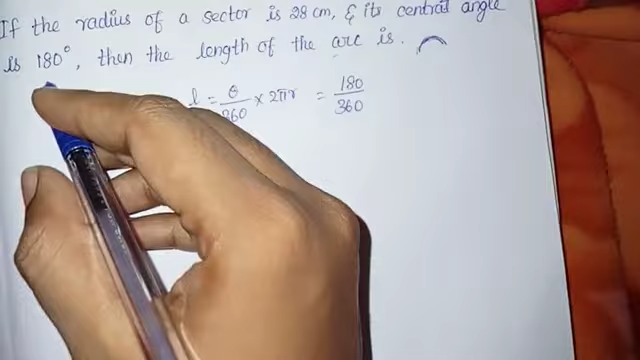 If the radius of a sector is 28 cm, & its central angle
is 180°, then the length of the arc is.
l = θ/360 × 2πr = 180/360